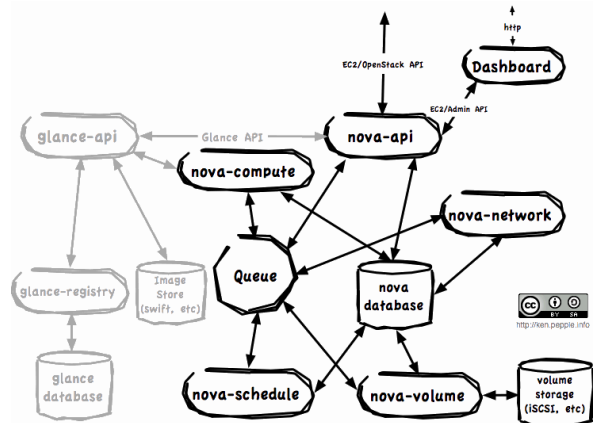 http
EC2/OpenStack API
Dashboard
EC2/Admin API
glance-api
Glance API
nova-api
nova-compute
nova-network
Queue
nova
database
glance-registry
Image
Store
(swift, etc)
cc
BY SA
http://ken.pepple.info
glance
database
nova-schedule
nova-volume
volume
storage
(iSCSI, etc)